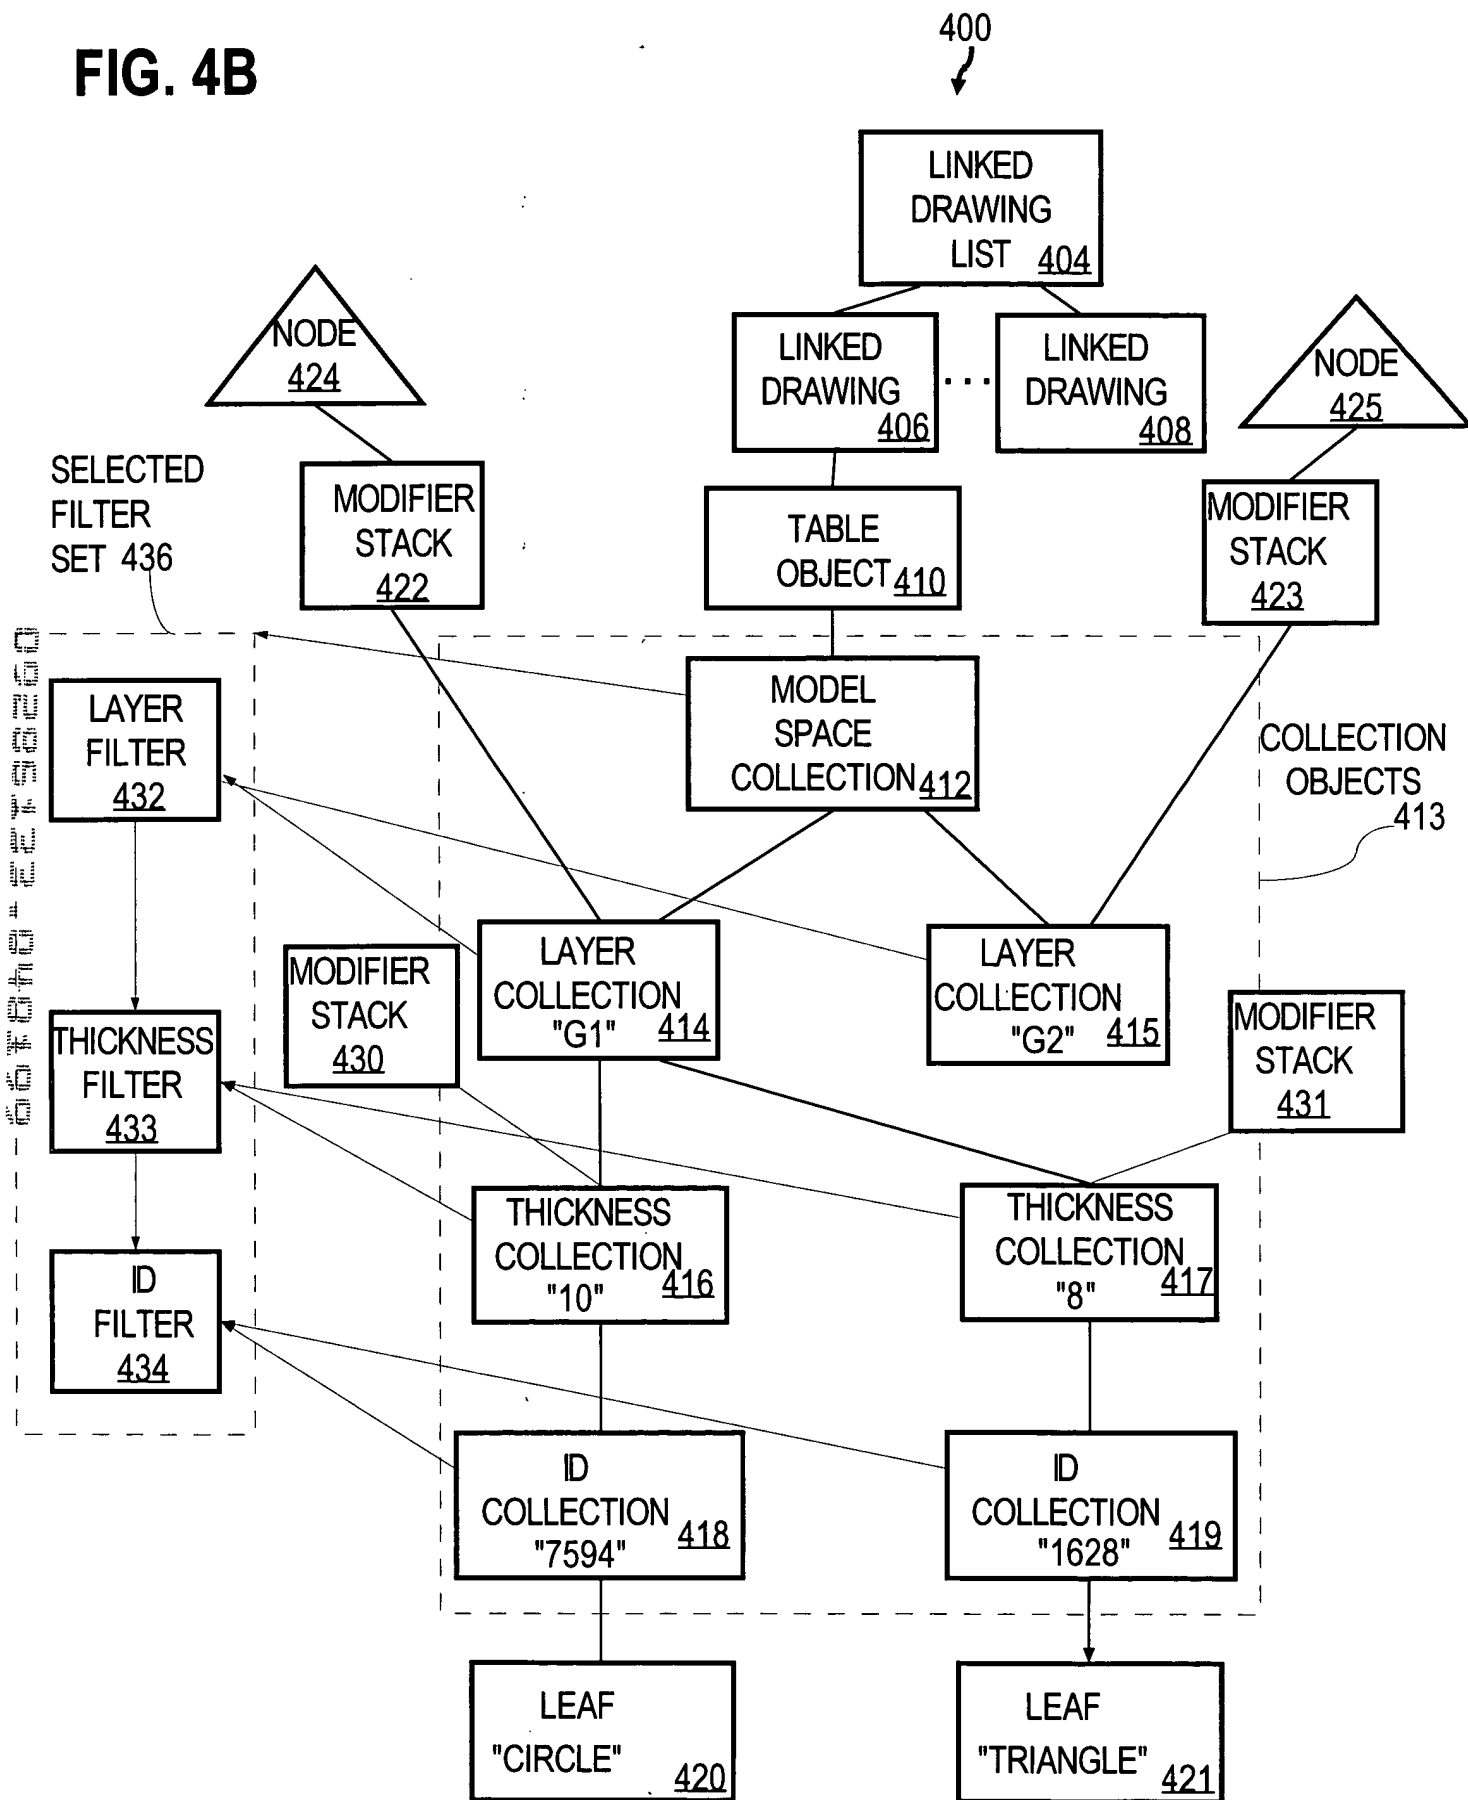 FIG. 4B
400
LINKED
DRAWING
LIST 404
NODE
424
LINKED
DRAWING
406
...
LINKED
DRAWING
408
NODE
425
SELECTED
FILTER
SET 436
MODIFIER
STACK
422
TABLE
OBJECT 410
MODIFIER
STACK
423
LAYER
FILTER
432
MODEL
SPACE
COLLECTION 412
COLLECTION
OBJECTS
413
MODIFIER
STACK
430
LAYER
COLLECTION
"G1" 414
LAYER
COLLECTION
"G2" 415
MODIFIER
STACK
431
THICKNESS
FILTER
433
THICKNESS
COLLECTION
"10" 416
THICKNESS
COLLECTION
"8" 417
ID
FILTER
434
ID
COLLECTION
"7594" 418
ID
COLLECTION
"1628" 419
LEAF
"CIRCLE" 420
LEAF
"TRIANGLE" 421